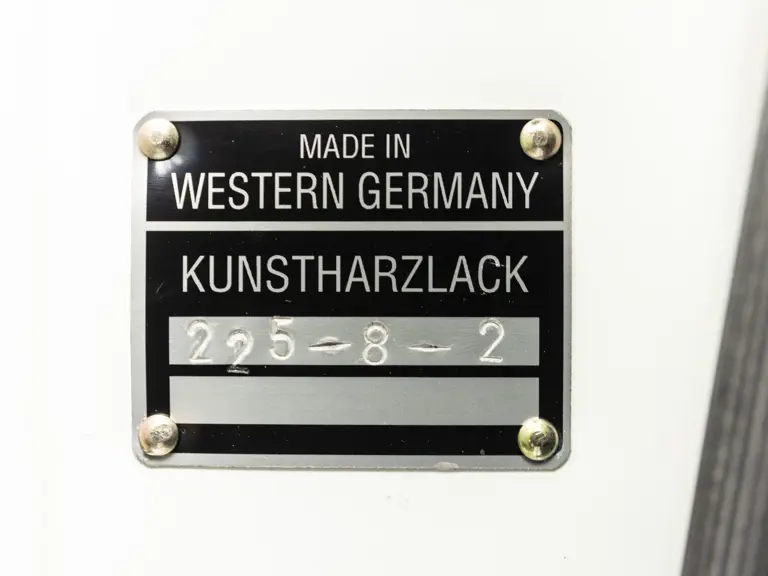 MADE IN
WESTERN GERMANY
KUNSTHARZLACK
225-8-2